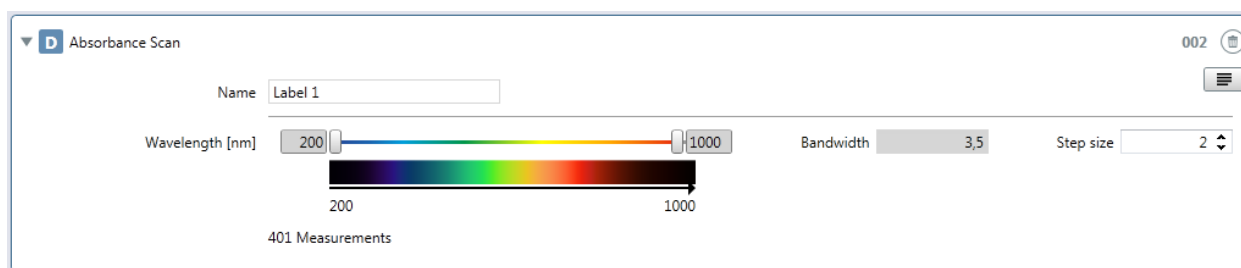 D Absorbance Scan 002
Name Label 1
Wavelength [nm] 200 1000 Bandwidth 3,5 Step size 2
200 1000
401 Measurements